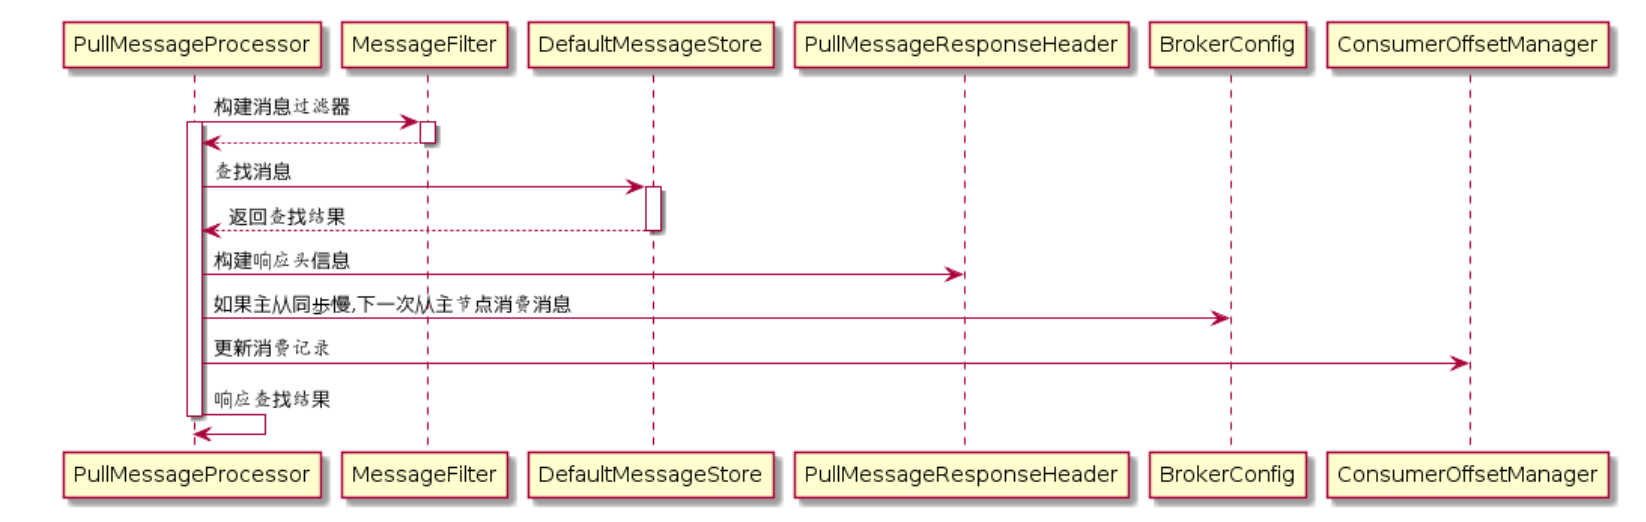 PullMessageProcessor MessageFilter DefaultMessageStore PullMessageResponseHeader BrokerConfig ConsumerOffsetManager
构建消息过滤器
查找消息
返回查找结果
构建响应头信息
如果主从同步慢,下一次从主节点消费消息
更新消费记录
响应查找结果
PullMessageProcessor MessageFilter DefaultMessageStore PullMessageResponseHeader BrokerConfig ConsumerOffsetManager